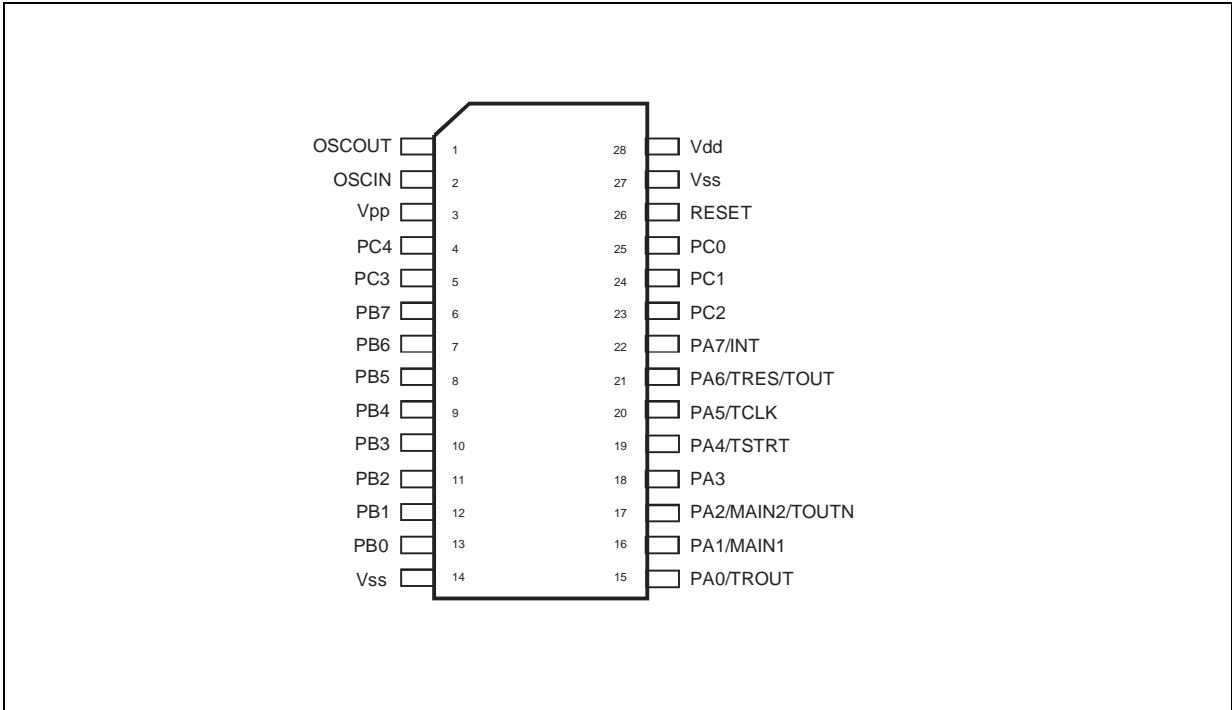 OSCOUT 1 28 Vdd
OSCIN 2 27 Vss
Vpp 3 26 RESET
PC4 4 25 PC0
PC3 5 24 PC1
PB7 6 23 PC2
PB6 7 22 PA7/INT
PB5 8 21 PA6/TRES/TOUT
PB4 9 20 PA5/TCLK
PB3 10 19 PA4/TSTRT
PB2 11 18 PA3
PB1 12 17 PA2/MAIN2/TOUTN
PB0 13 16 PA1/MAIN1
Vss 14 15 PA0/TROUT